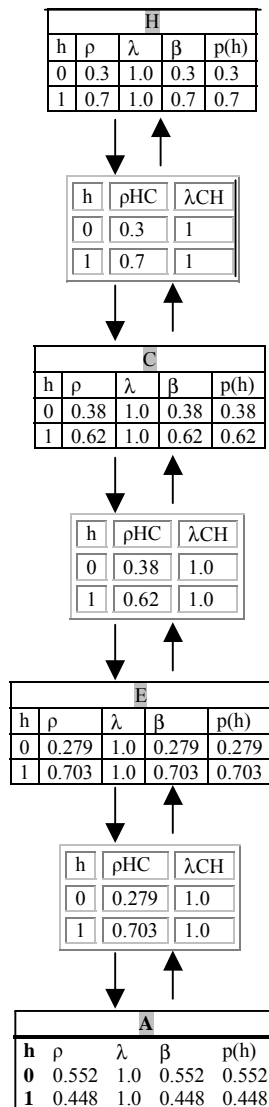 H
h ρ λ β p(h)
0 0.3 1.0 0.3 0.3
1 0.7 1.0 0.7 0.7
h ρHC λCH
0 0.3 1
1 0.7 1
C
h ρ λ β p(h)
0 0.38 1.0 0.38 0.38
1 0.62 1.0 0.62 0.62
h ρHC λCH
0 0.38 1.0
1 0.62 1.0
E
h ρ λ β p(h)
0 0.279 1.0 0.279 0.279
1 0.703 1.0 0.703 0.703
h ρHC λCH
0 0.279 1.0
1 0.703 1.0
A
h ρ λ β p(h)
0 0.552 1.0 0.552 0.552
1 0.448 1.0 0.448 0.448